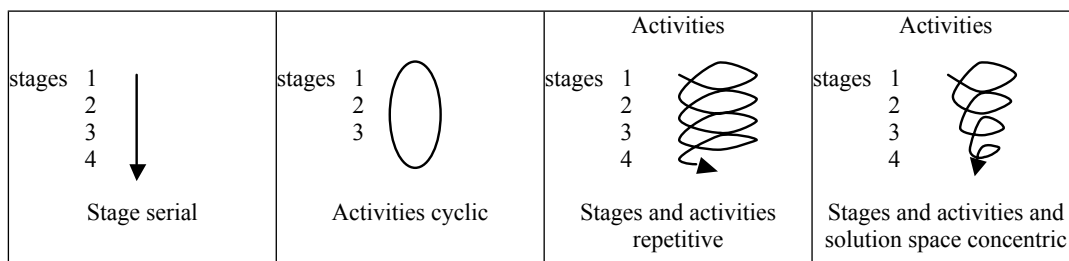 stages 1
2
3
4
Stage serial
stages 1
2
3
Activities cyclic
Activities
stages 1
2
3
4
Stages and activities
repetitive
Activities
stages 1
2
3
4
Stages and activities and
solution space concentric